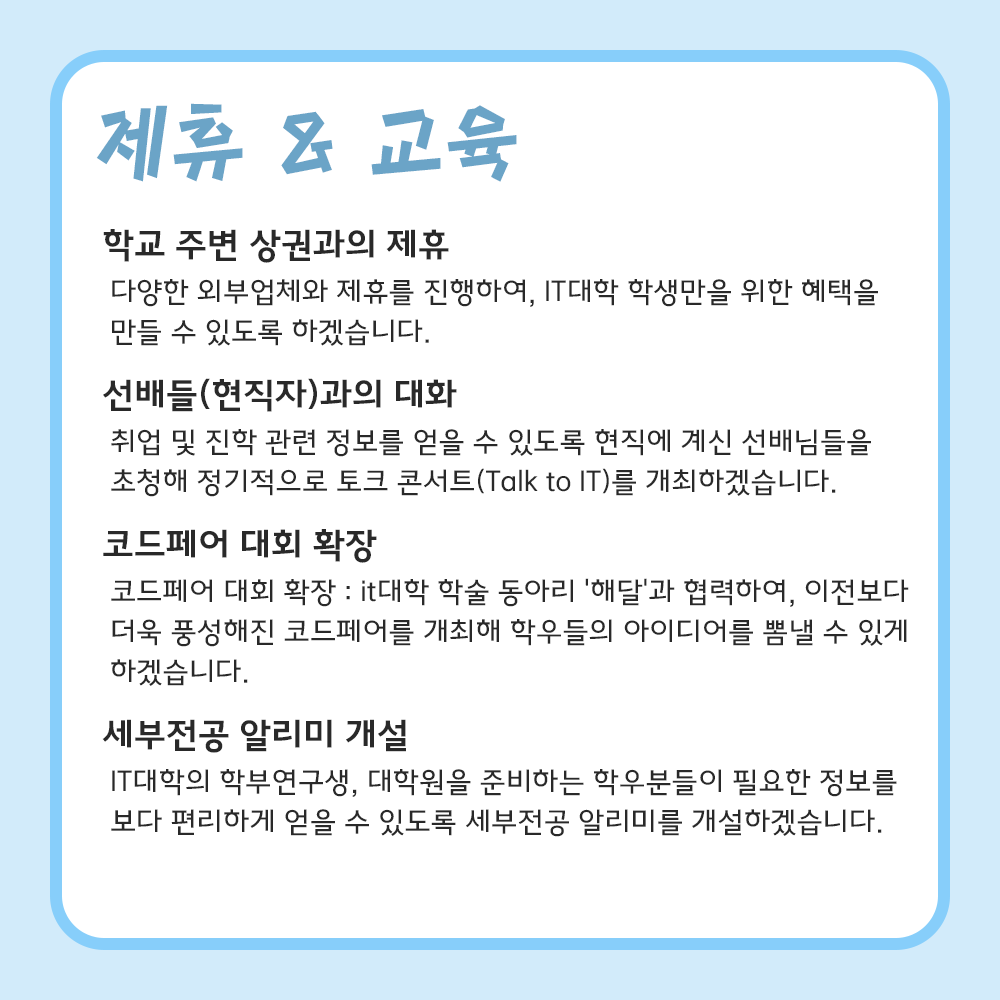 제휴 & 교육
학교 주변 상권과의 제휴
다양한 외부업체와 제휴를 진행하여, IT대학 학생만을 위한 혜택을
만들 수 있도록 하겠습니다.
선배들(현직자)과의 대화
취업 및 진학 관련 정보를 얻을 수 있도록 현직에 계신 선배님들을
초청해 정기적으로 토크 콘서트(Talk to IT)를 개최하겠습니다.
코드페어 대회 확장
코드페어 대회 확장 : it대학 학술 동아리 '해달'과 협력하여, 이전보다
더욱 풍성해진 코드페어를 개최해 학우들의 아이디어를 뽐낼 수 있게
하겠습니다.
세부전공 알리미 개설
IT대학의 학부연구생, 대학원을 준비하는 학우분들이 필요한 정보를
보다 편리하게 얻을 수 있도록 세부전공 알리미를 개설하겠습니다.